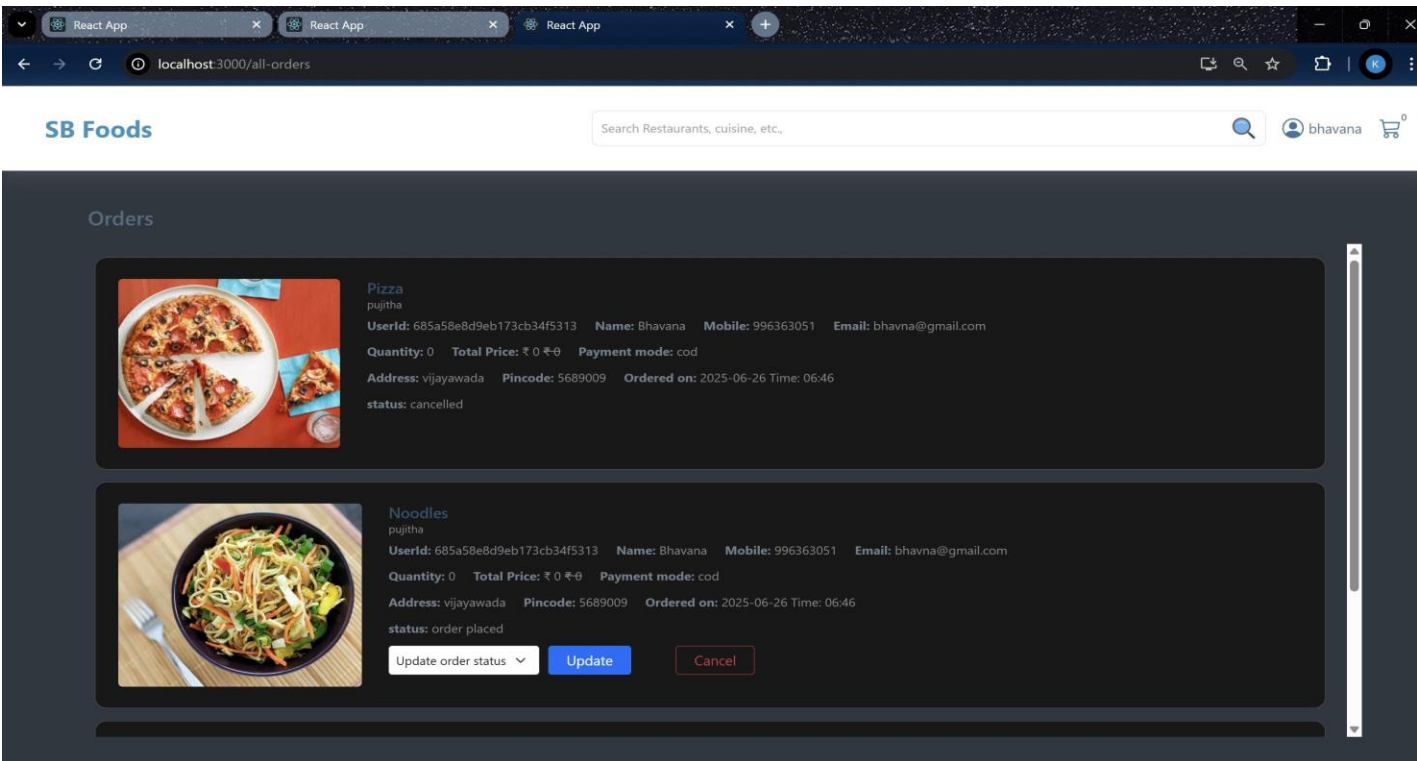 React App React App React App
localhost:3000/all-orders K
SB Foods Search Restaurants, cuisine, etc., bhavana 0
Orders
Pizza
pujitha
UserId: 685a58e8d9eb173cb34f5313 Name: Bhavana Mobile: 996363051 Email: bhavna@gmail.com
Quantity: 0 Total Price: ₹ 0 ₹ 0 Payment mode: cod
Address: vijayawada Pincode: 5689009 Ordered on: 2025-06-26 Time: 06:46
status: cancelled
Noodles
pujitha
UserId: 685a58e8d9eb173cb34f5313 Name: Bhavana Mobile: 996363051 Email: bhavna@gmail.com
Quantity: 0 Total Price: ₹ 0 ₹ 0 Payment mode: cod
Address: vijayawada Pincode: 5689009 Ordered on: 2025-06-26 Time: 06:46
status: order placed
Update order status Update Cancel